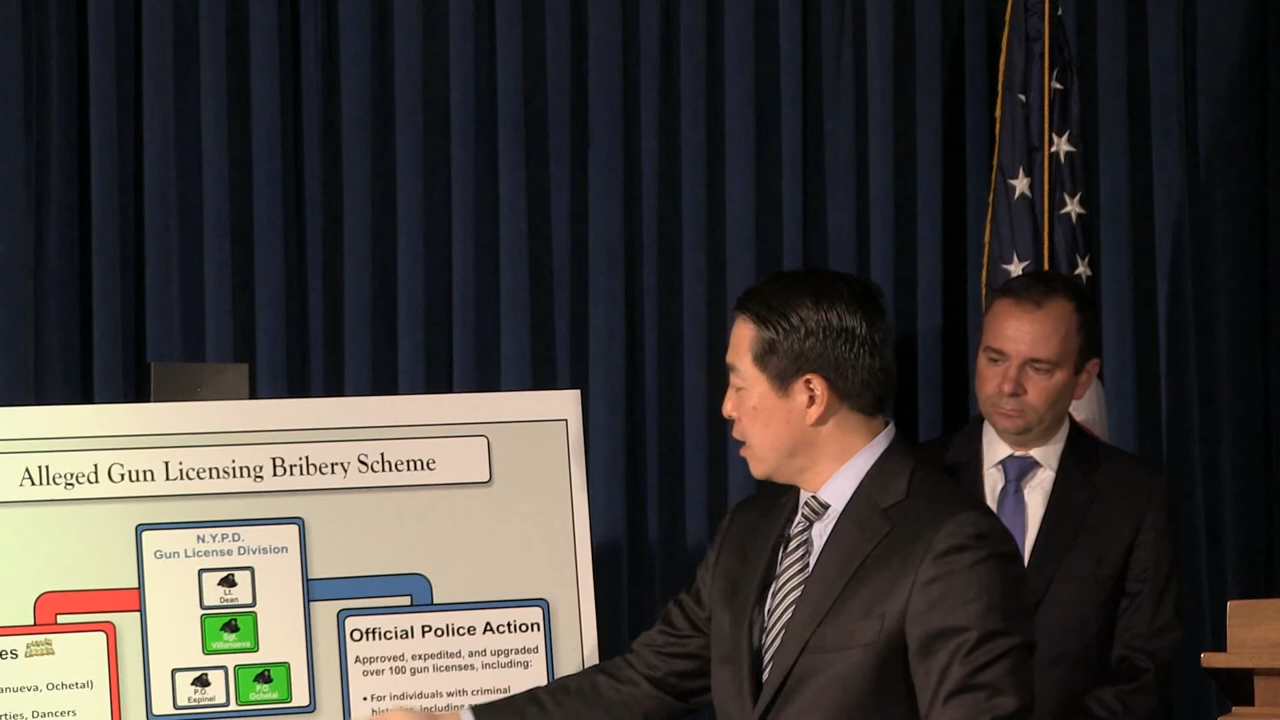 Alleged Gun Licensing Bribery Scheme
N.Y.P.D.
Gun License Division
Lt.
Dean
Sgt.
Villanueva
P.O.
Espinel
P.O.
Ochetal
es
anueva, Ochetal)
rties, Dancers
Official Police Action
Approved, expedited, and upgraded
over 100 gun licenses, including:
• For individuals with criminal
including